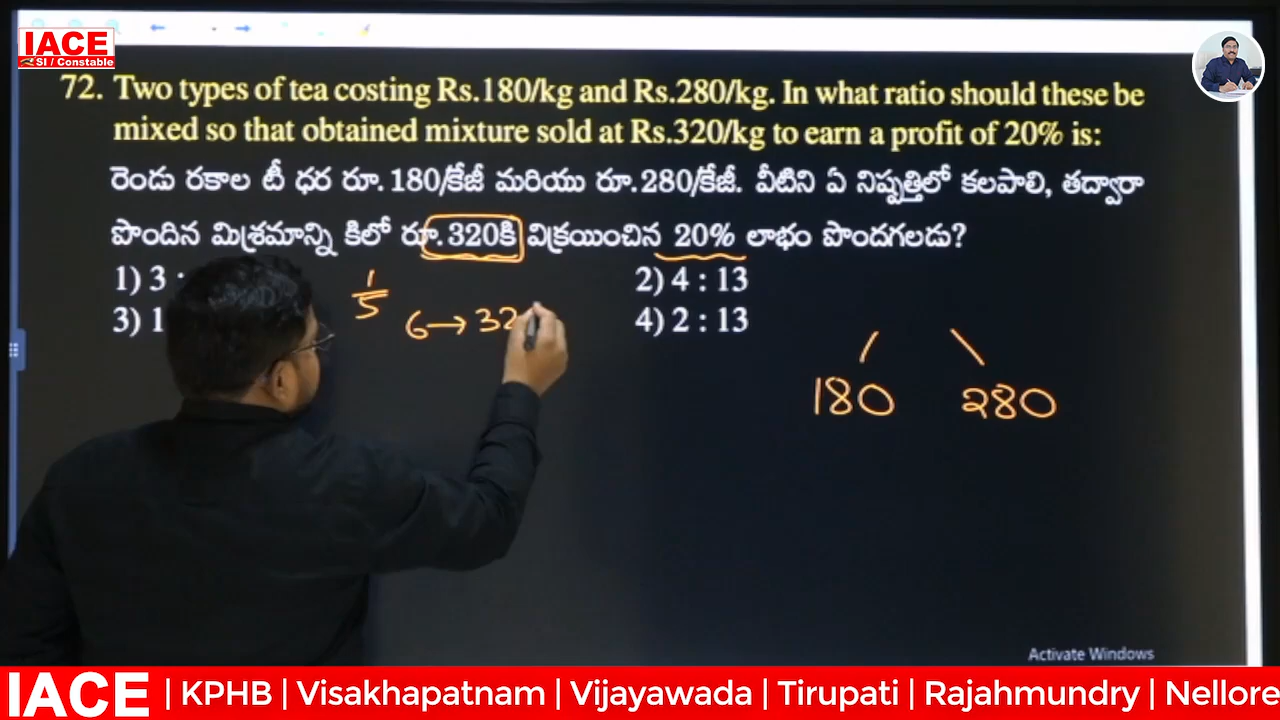 IACE
SI / Constable
72. Two types of tea costing Rs.180/kg and Rs.280/kg. In what ratio should these be
mixed so that obtained mixture sold at Rs.320/kg to earn a profit of 20% is:
రెండు రకాల టీ ధర రూ. 180/కేజీ మరియు రూ.280/కేజీ. వీటిని ఏ నిష్పత్తిలో కలపాలి, తద్వారా
పొందిన మిశ్రమాన్ని కిలో రూ.320కి విక్రయించిన 20% లాభం పొందగలడు?
1) 3 :
2) 4 : 13
3) 1
4) 2 : 13
1/5
6→32
180 280
Activate Windows
IACE | KPHB | Visakhapatnam | Vijayawada | Tirupati | Rajahmundry | Nellore